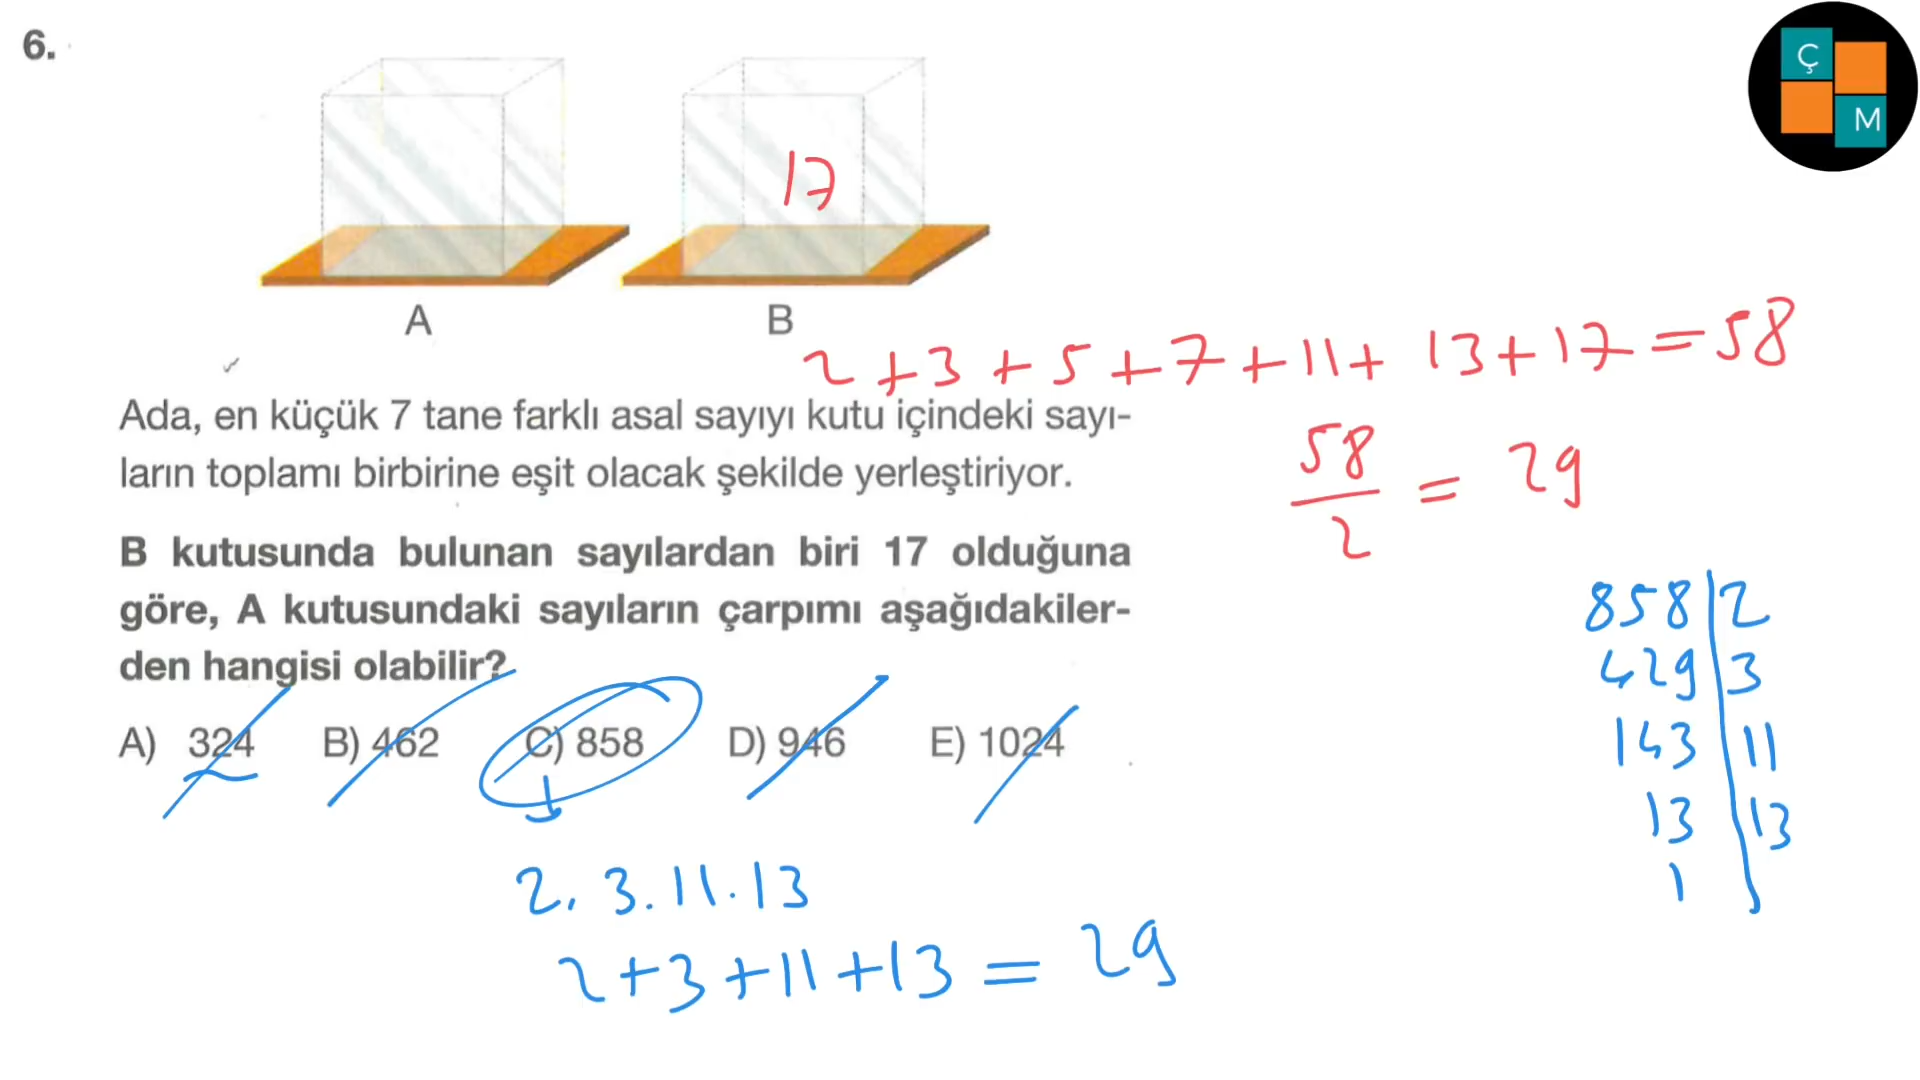 6.
Ç
M
17
A
B
2+3+5+7+11+13+17=58
Ada, en küçük 7 tane farklı asal sayıyı kutu içindeki sayı-
ların toplamı birbirine eşit olacak şekilde yerleştiriyor.
58/2 = 29
B kutusunda bulunan sayılardan biri 17 olduğuna
göre, A kutusundaki sayıların çarpımı aşağıdakiler-
den hangisi olabilir?
A) 324 B) 462 C) 858 D) 946 E) 1024
858 2
429 3
143 11
13 13
1
2.3.11.13
2+3+11+13 = 29